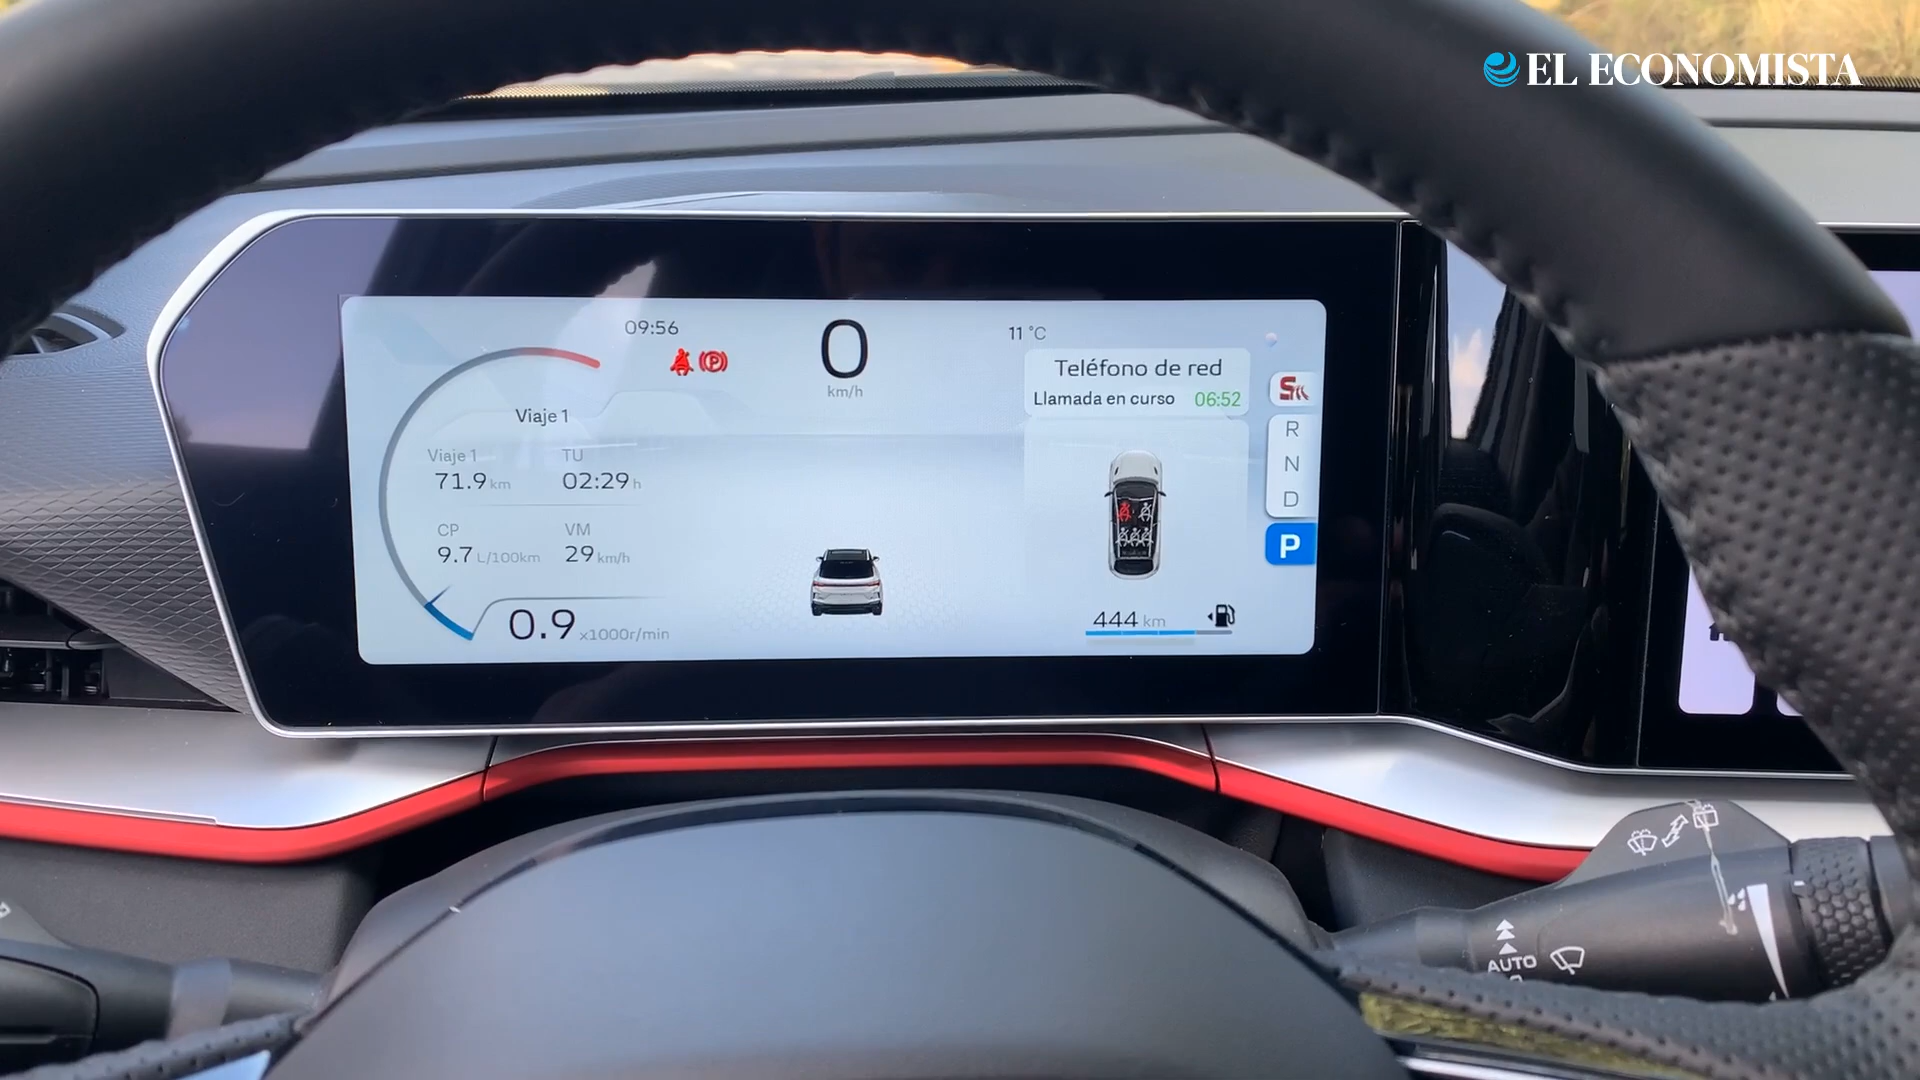 EL ECONOMISTA
09:56
0
km/h
11 °C
Teléfono de red
Llamada en curso 06:52
Viaje 1
Viaje 1
71.9 km
TU
02:29 h
CP
9.7 L/100km
VM
29 km/h
0.9 x1000r/min
444 km
R
N
D
P
AUTO